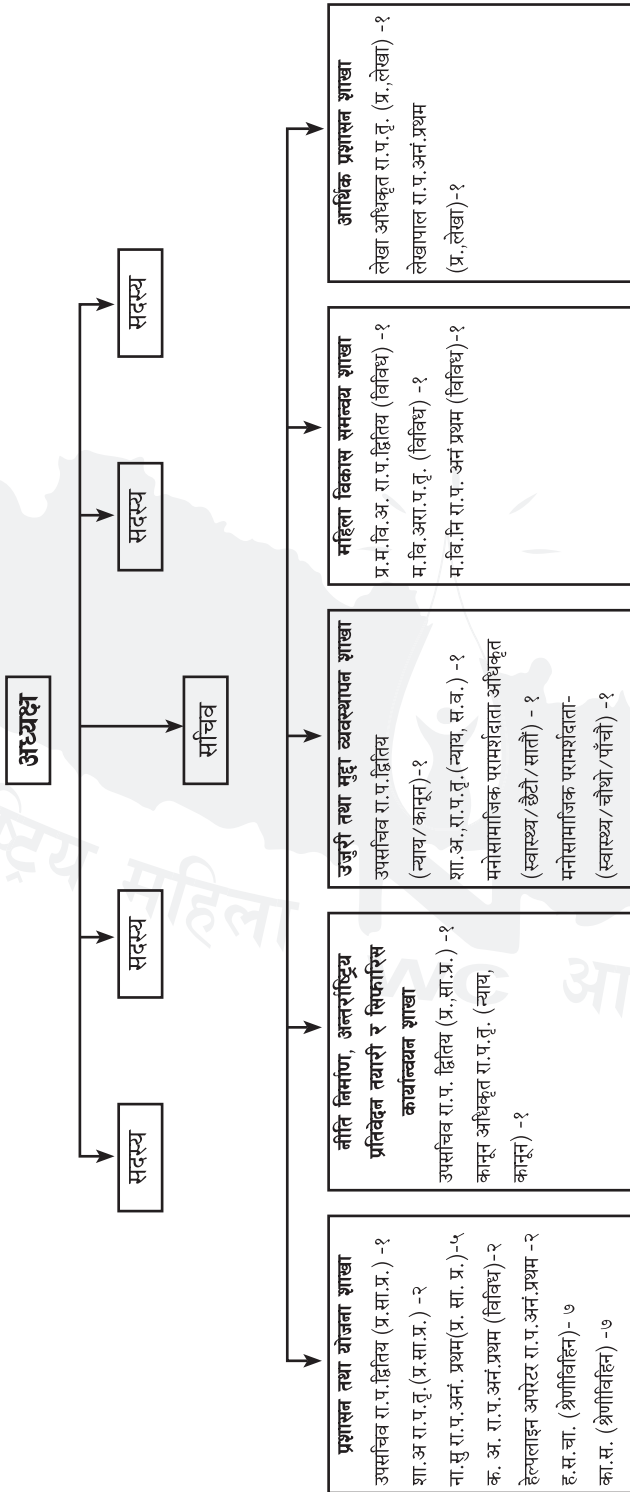 अध्यक्ष
सदस्य
सदस्य
सदस्य
सदस्य
सचिव
प्रशासन तथा योजना शाखा
उपसचिव रा.प.द्वितिय (प्र.सा.प्र.) -१
शा.अ रा.प.तृ.(प्र.सा.प्र.) -२
ना.सु रा.प.अनं. प्रथम(प्र. सा. प्र.)-५
क. अ. रा.प.अनं.प्रथम (विविध)-२
हेल्पलाइन अपरेटर रा.प.अनं.प्रथम -२
ह.स.चा. (श्रेणीविहिन)- ७
का.स. (श्रेणीविहिन) -७
नीति निर्माण, अन्तर्राष्ट्रिय
प्रतिवेदन तयारी र सिफारिस
कार्यान्वयन शाखा
उपसचिव रा.प. द्वितिय (प्र.,सा.प्र.) -१
कानून अधिकृत रा.प.तृ. (न्याय,
कानून) -१
उजुरी तथा मुद्दा व्यवस्थापन शाखा
उपसचिव रा.प.द्वितिय
(न्याय/कानून)-१
शा.अ.,रा.प.तृ.(न्याय, स.व.) -१
मनोसामाजिक परामर्शदाता अधिकृत
(स्वास्थ्य/छैटौ/सातौं) - १
मनोसामाजिक परामर्शदाता-
(स्वास्थ्य/चौथो/पाँचौ) -१
महिला विकास समन्वय शाखा
प्र.म.वि.अ. रा.प.द्वितिय (विविध) -१
म.वि.अरा.प.तृ. (विविध) -१
म.वि.नि रा.प. अनं प्रथम (विविध)-१
आर्थिक प्रशासन शाखा
लेखा अधिकृत रा.प.तृ. (प्र.,लेखा) -१
लेखापाल रा.प.अनं.प्रथम
(प्र.,लेखा)-१
महिला